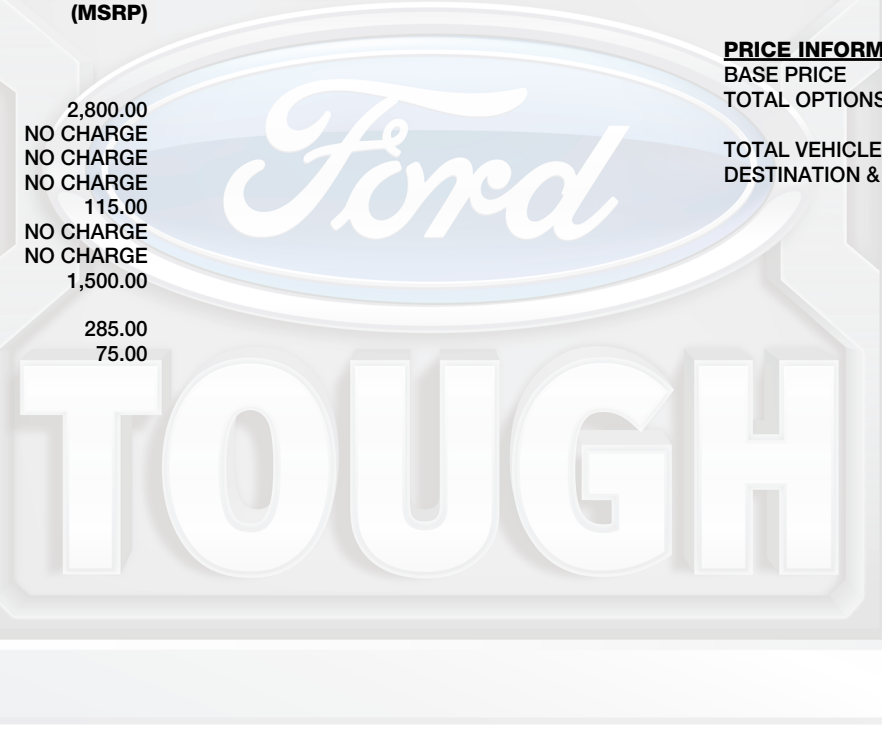 (MSRP)
2,800.00
NO CHARGE
NO CHARGE
NO CHARGE
115.00
NO CHARGE
NO CHARGE
1,500.00
285.00
75.00
PRICE INFORM
BASE PRICE
TOTAL OPTIONS
TOTAL VEHICLE
DESTINATION &
Ford
TOUGH